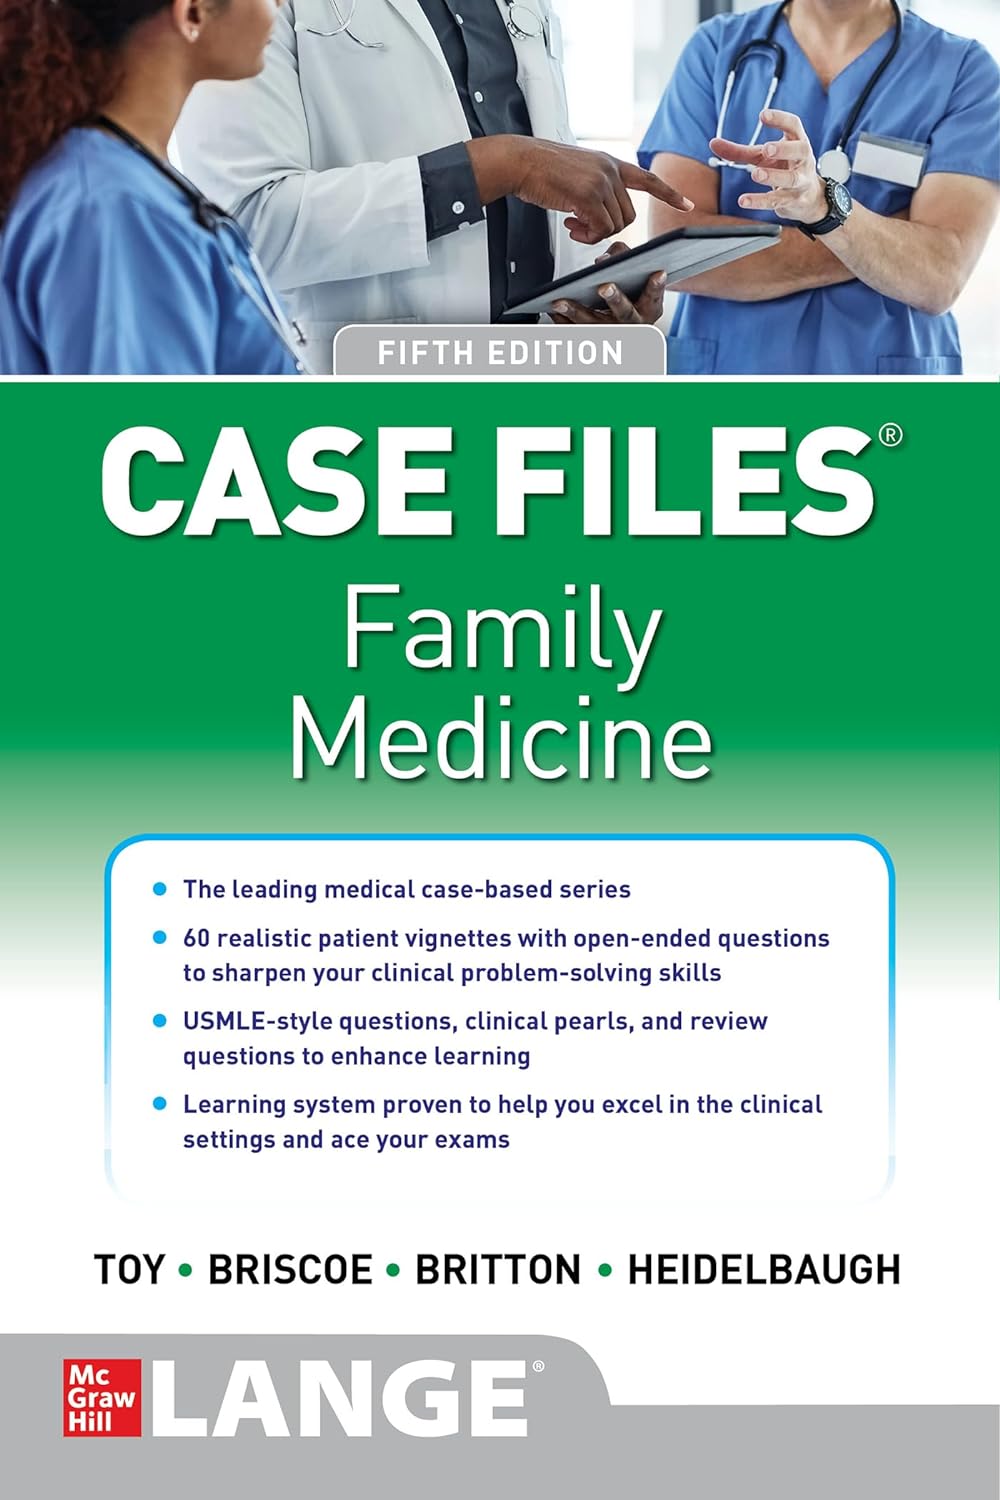 FIFTH EDITION
CASE FILES®
Family
Medicine
• The leading medical case-based series
• 60 realistic patient vignettes with open-ended questions
to sharpen your clinical problem-solving skills
• USMLE-style questions, clinical pearls, and review
questions to enhance learning
• Learning system proven to help you excel in the clinical
settings and ace your exams
TOY • BRISCOE • BRITTON • HEIDELBAUGH
Mc
Graw
Hill
LANGE®